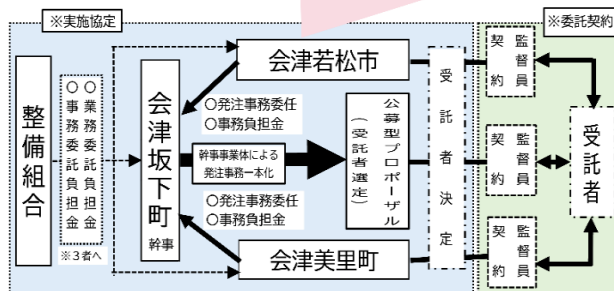 ※実施協定
※委託契約
整備組合
〇業務委託負担金
〇事務委託負担金
※３者へ
会津坂下町
幹事
会津若松市
〇発注事務委任
〇事務負担金
幹事事業体による
発注事務一本化
〇発注事務委任
〇事務負担金
会津美里町
公募型プロポーザル
(受託者選定)
受託者決定
監督員
契約
監督員
契約
監督員
契約
受託者